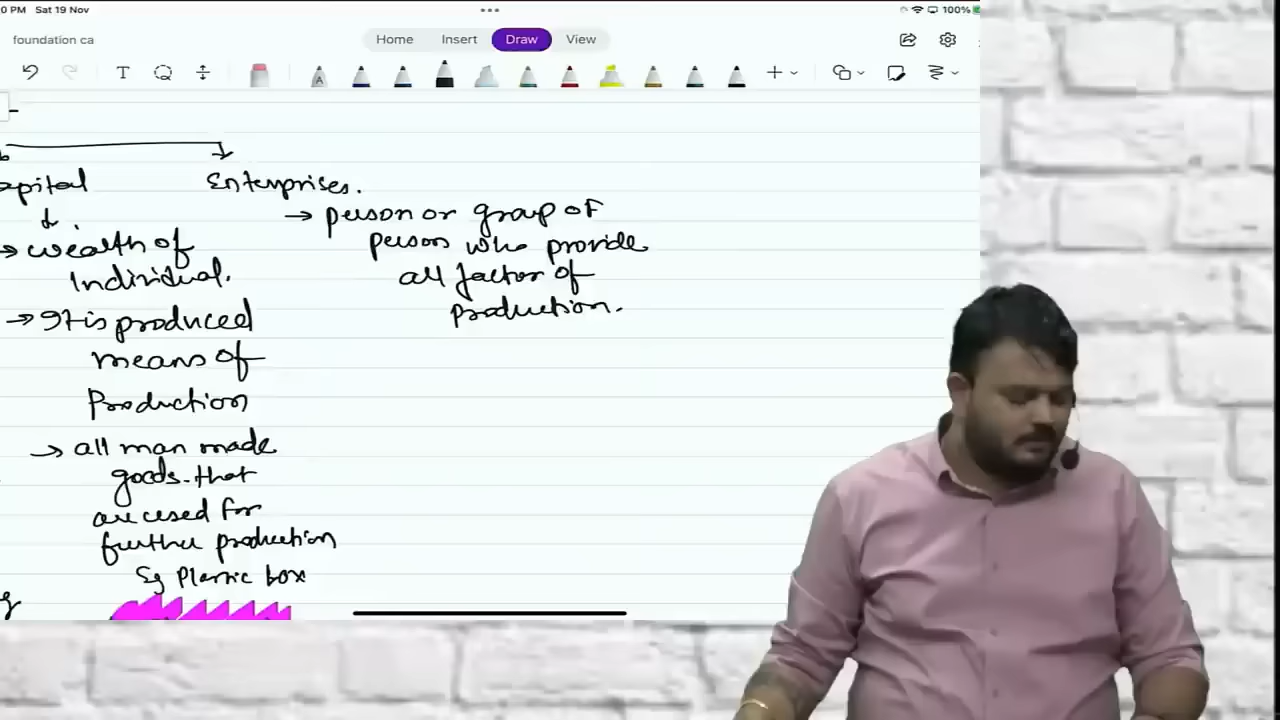 0 PM Sat 19 Nov
100%
foundation ca
Home Insert Draw View
apital
Enterprises.
→ person or group of
person who provide
all factor of
production.
→ wealth of
Individual.
→ It is produced
means of
Production
→ all man made
goods that
are used for
further production
Eg Plastic box